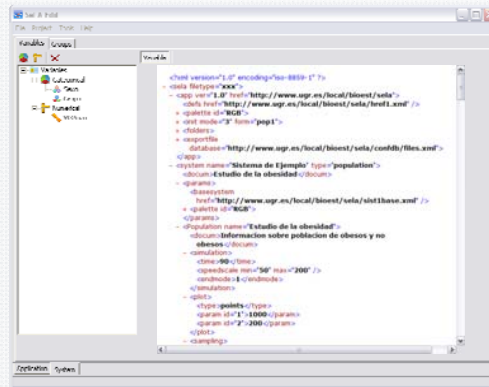 File Project Tools Help
Variables Groups
Variable
Variables
Categorical
Sexo
Numerical
<?xml version="1.0" encoding="iso-8859-1" ?>
- <sela filetype="xxx">
- <app ver="1.0" href="http://www.ugr.es/local/bioest/sela">
<defs href="http://www.ugr.es/local/bioest/sela/href1.xml" />
+ <palette id="RGB">
+ <init mode="3" form="pop1">
+ <folders>
- <exportfile
database="http://www.ugr.es/local/bioest/sela/confdb/files.xml">
</app>
- <system name="Sistema de Ejemplo" type="population">
<docum>Estudio de la obesidad</docum>
- <params>
<basesystem
href="http://www.ugr.es/local/bioest/sela/sist1base.xml" />
+ <palette id="RGB">
</params>
- <Population name="Estudio de la obesidad">
<docum>Informacion sobre poblacion de obesos y no
obesos</docum>
- <simulation>
<time>90</time>
<speedscale min="50" max="200" />
<endmode>1</endmode>
</simulation>
- <plot>
<type>points</type>
<param id="1">1000</param>
<param id="2">200</param>
</plot>
- <sampling>
Application System